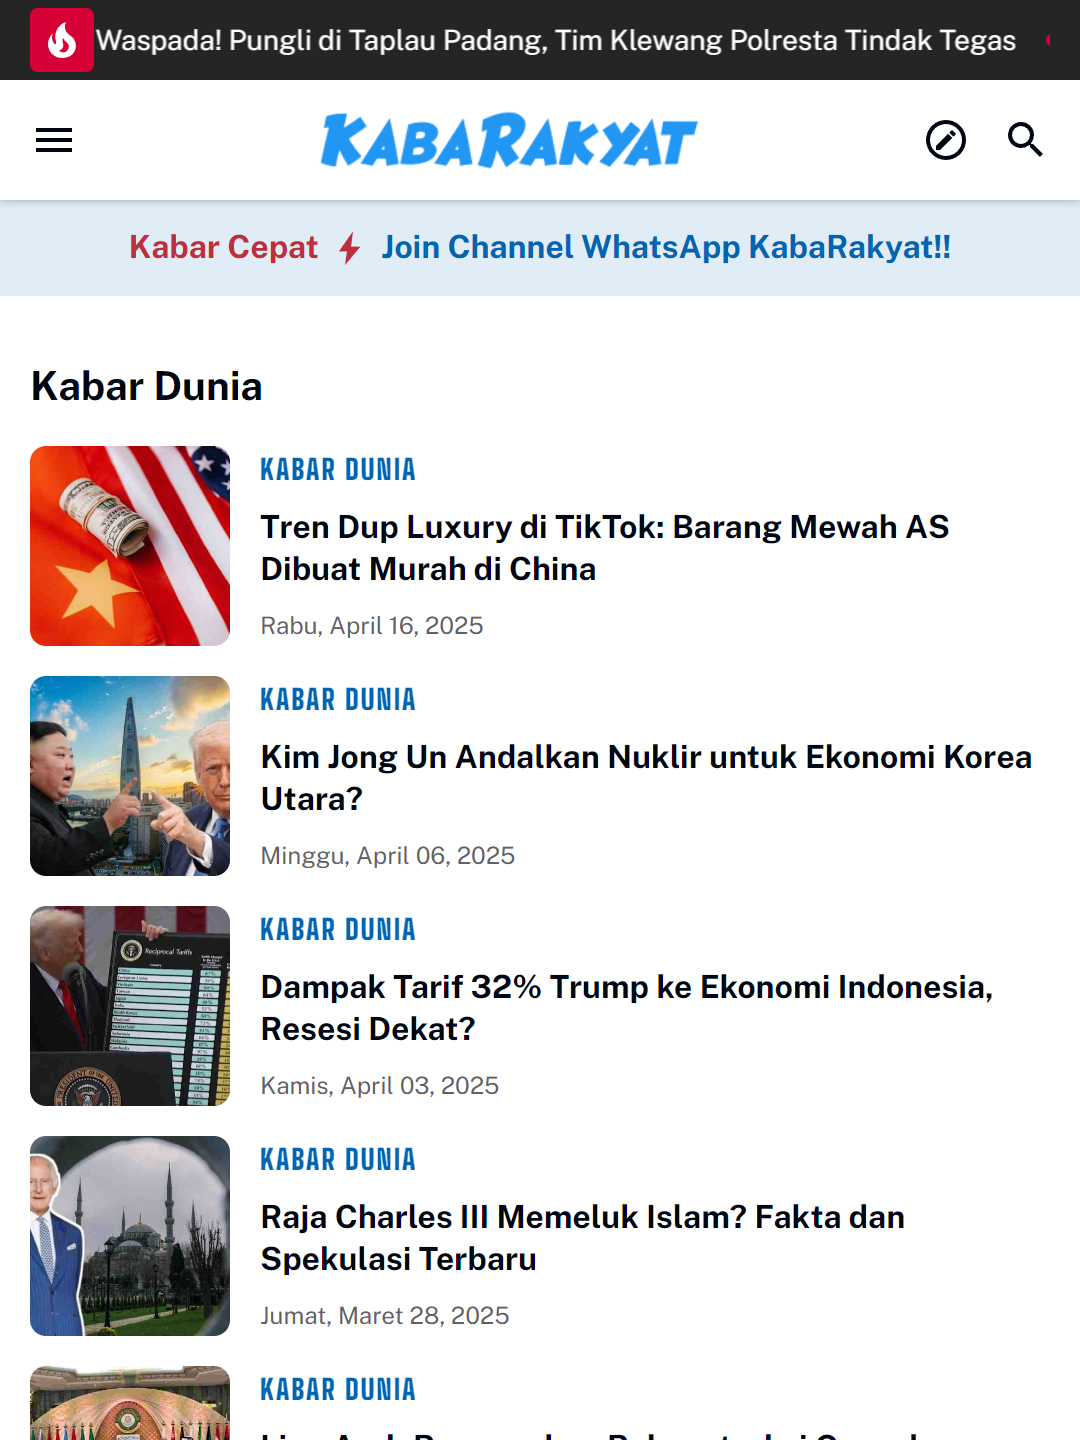 Waspada! Pungli di Taplau Padang, Tim Klewang Polresta Tindak Tegas
KABARAKYAT
Kabar Cepat Join Channel WhatsApp KabaRakyat!!
Kabar Dunia
KABAR DUNIA
Tren Dup Luxury di TikTok: Barang Mewah AS
Dibuat Murah di China
Rabu, April 16, 2025
KABAR DUNIA
Kim Jong Un Andalkan Nuklir untuk Ekonomi Korea
Utara?
Minggu, April 06, 2025
Reciprocal Tariffs
KABAR DUNIA
Dampak Tarif 32% Trump ke Ekonomi Indonesia,
Resesi Dekat?
Kamis, April 03, 2025
KABAR DUNIA
Raja Charles III Memeluk Islam? Fakta dan
Spekulasi Terbaru
Jumat, Maret 28, 2025
KABAR DUNIA